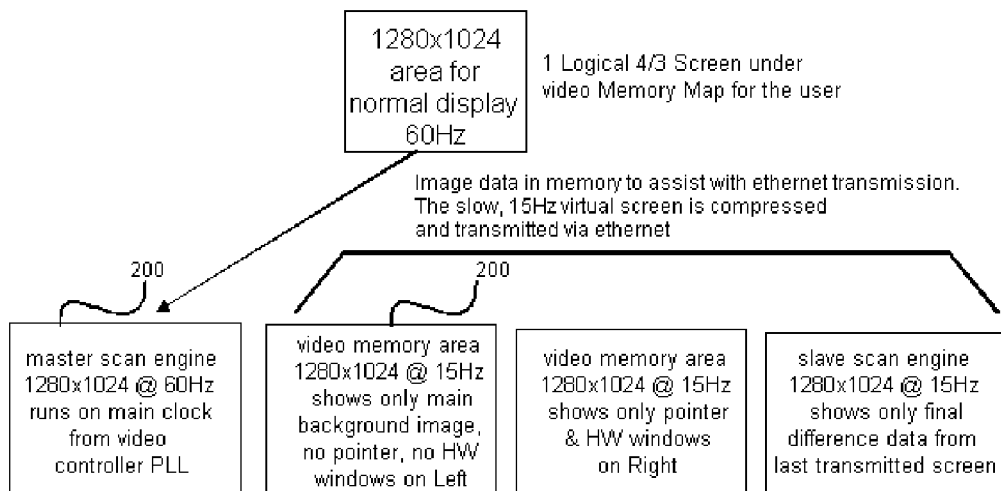 1280x1024
area for
normal display
60Hz
1 Logical 4/3 Screen under
video Memory Map for the user
Image data in memory to assist with ethernet transmission.
The slow, 15Hz virtual screen is compressed
and transmitted via ethernet
200
200
master scan engine
1280x1024 @ 60Hz
runs on main clock
from video
controller PLL
video memory area
1280x1024 @ 15Hz
shows only main
background image,
no pointer, no HW
windows on Left
video memory area
1280x1024 @ 15Hz
shows only pointer
& HW windows
on Right
slave scan engine
1280x1024 @ 15Hz
shows only final
difference data from
last transmitted screen